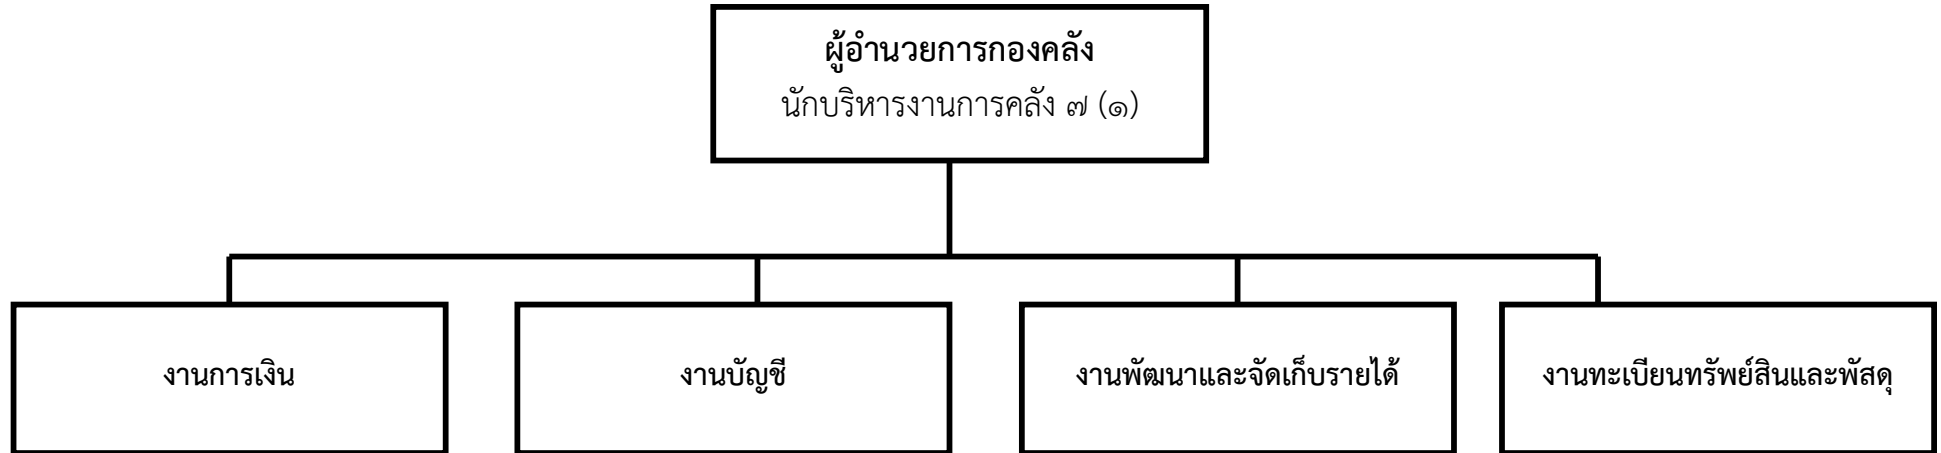 ผู้อำนวยการกองคลัง
นักบริหารงานการคลัง ๗ (๑)
งานการเงิน
งานบัญชี
งานพัฒนาและจัดเก็บรายได้
งานทะเบียนทรัพย์สินและพัสดุ